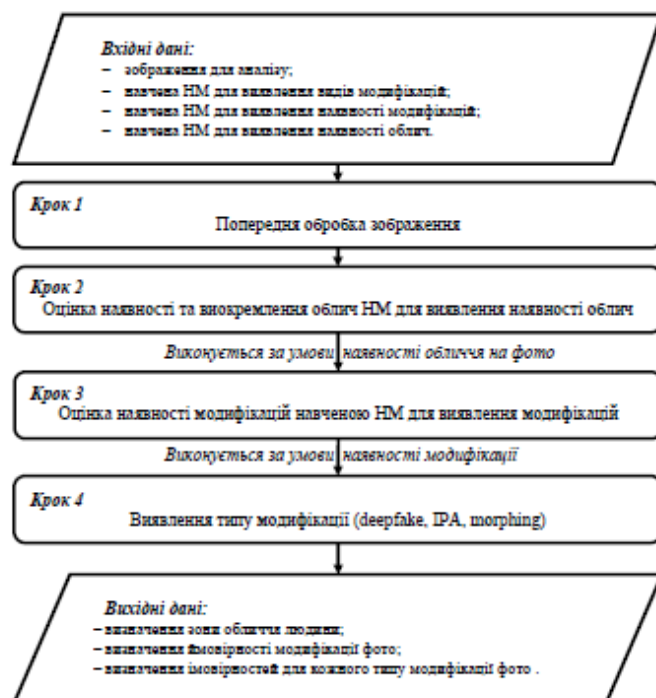 Вхідні дані:
– зображення для аналізу;
– навчена НМ для виявлення видів модифікацій;
– навчена НМ для виявлення наявності модифікацій;
– навчена НМ для виявлення наявності облич.
Крок 1
Попередня обробка зображення
Крок 2
Оцінка наявності та виокремлення облич НМ для виявлення наявності облич
Виконується за умови наявності обличчя на фото
Крок 3
Оцінка наявності модифікацій навченою НМ для виявлення модифікацій
Виконується за умови наявності модифікації
Крок 4
Виявлення типу модифікації (deepfake, IPA, morphing)
Вихідні дані:
– визначення зони обличчя людини;
– визначення ймовірності модифікації фото;
– визначення імовірностей для кожного типу модифікації фото .